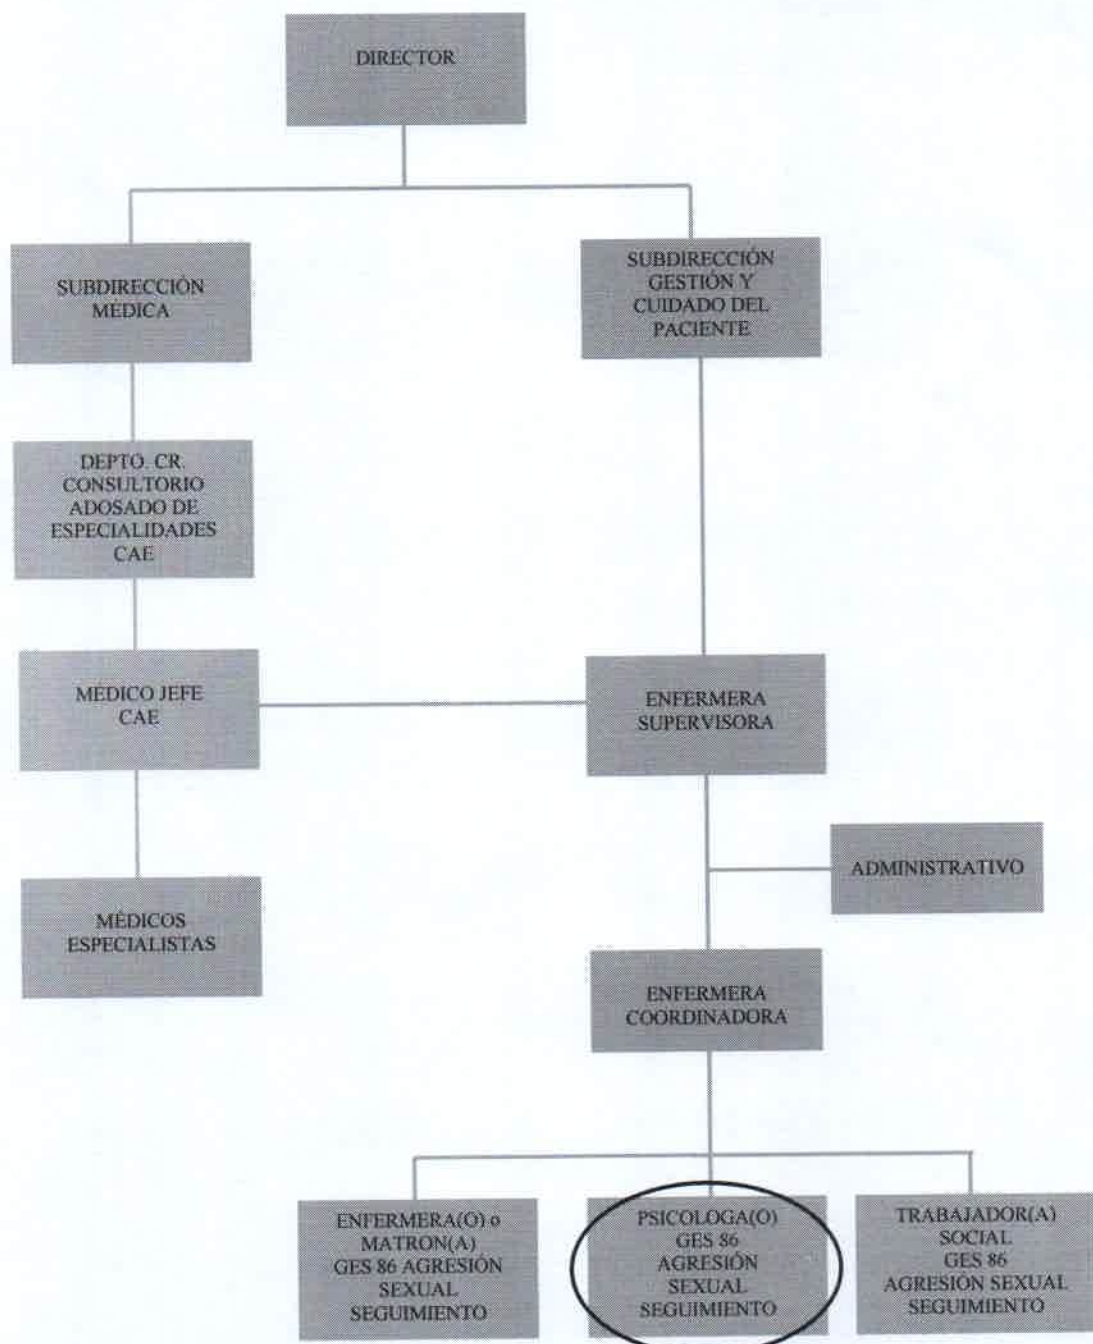 DIRECTOR
SUBDIRECCIÓN
MÉDICA
SUBDIRECCIÓN
GESTIÓN Y
CUIDADO DEL
PACIENTE
DEPTO. CR.
CONSULTORIO
ADOSADO DE
ESPECIALIDADES
CAE
MÉDICO JEFE
CAE
ENFERMERA
SUPERVISORA
ADMINISTRATIVO
MÉDICOS
ESPECIALISTAS
ENFERMERA
COORDINADORA
ENFERMERA(O) o
MATRON(A)
GES 86 AGRESIÓN
SEXUAL
SEGUIMIENTO
PSICOLOGA(O)
GES 86
AGRESIÓN
SEXUAL
SEGUIMIENTO
TRABAJADOR(A)
SOCIAL
GES 86
AGRESIÓN SEXUAL
SEGUIMIENTO